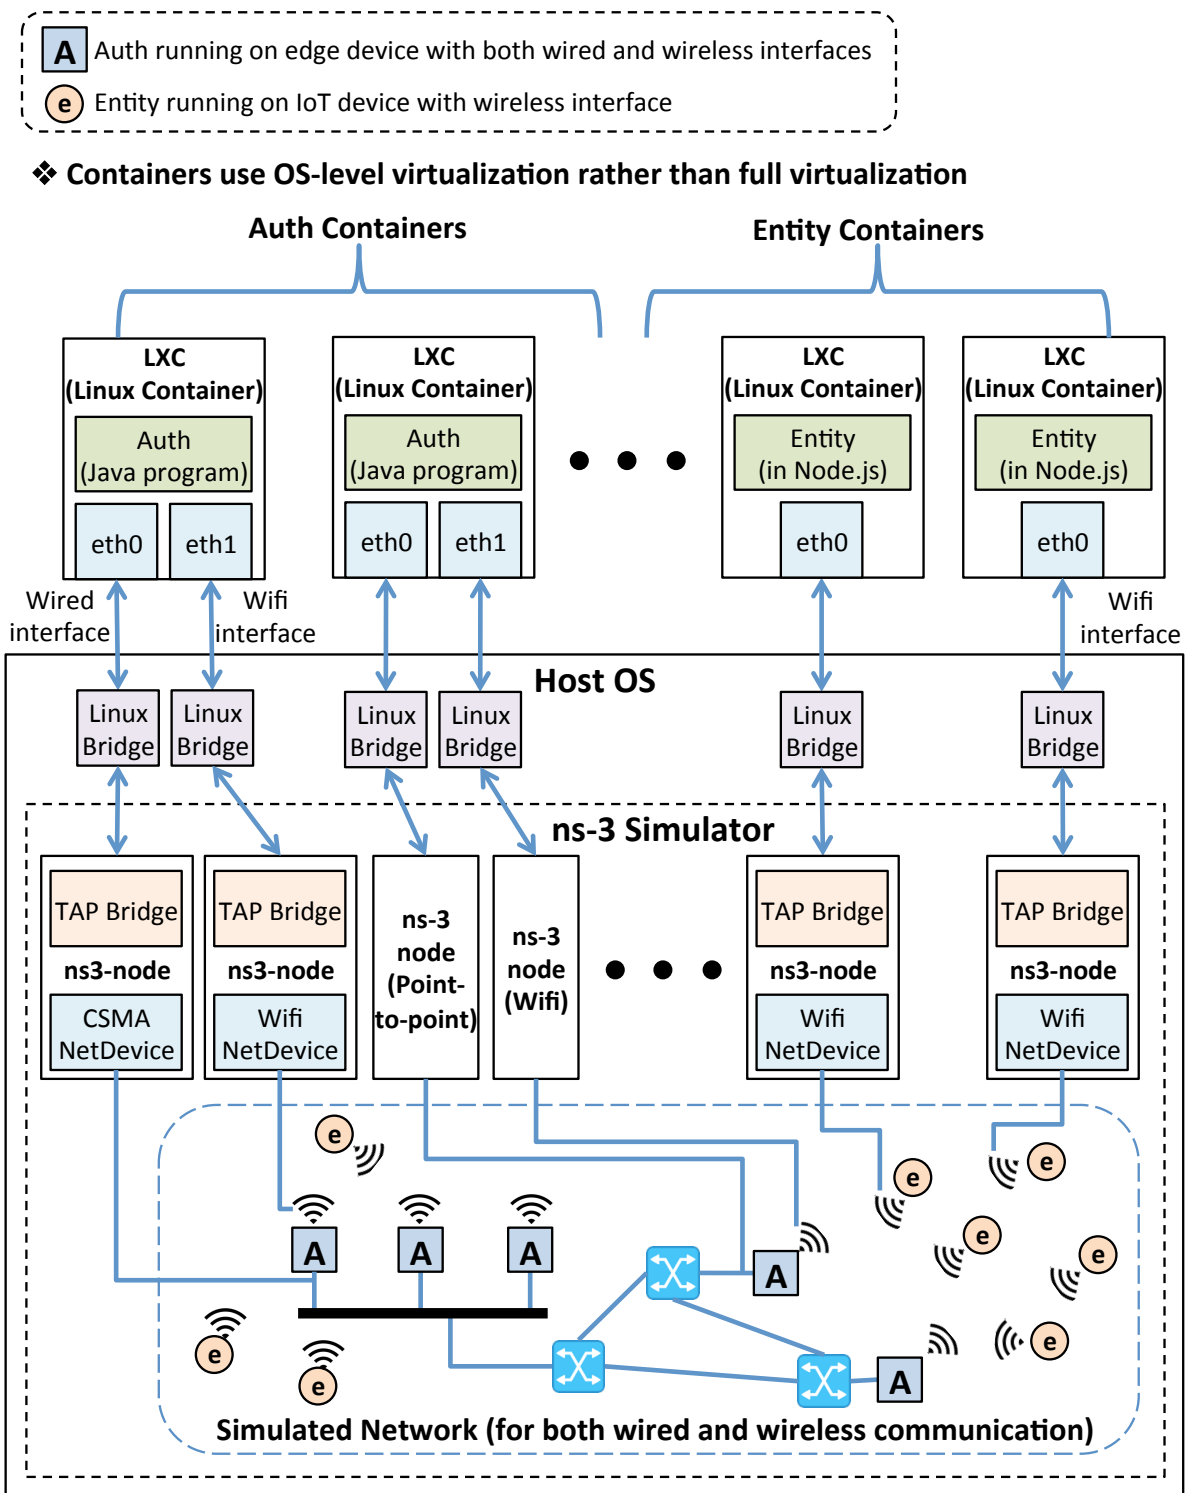 A Auth running on edge device with both wired and wireless interfaces
e Entity running on IoT device with wireless interface
❖ Containers use OS-level virtualization rather than full virtualization
Auth Containers
Entity Containers
LXC
(Linux Container)
Auth
(Java program)
eth0
eth1
LXC
(Linux Container)
Auth
(Java program)
eth0
eth1
LXC
(Linux Container)
Entity
(in Node.js)
eth0
LXC
(Linux Container)
Entity
(in Node.js)
eth0
Wired
interface
Wifi
interface
Wifi
interface
Host OS
Linux
Bridge
Linux
Bridge
Linux
Bridge
Linux
Bridge
Linux
Bridge
Linux
Bridge
ns-3 Simulator
TAP Bridge
ns3-node
CSMA
NetDevice
TAP Bridge
ns3-node
Wifi
NetDevice
ns-3
node
(Point-
to-point)
ns-3
node
(Wifi)
TAP Bridge
ns3-node
Wifi
NetDevice
TAP Bridge
ns3-node
Wifi
NetDevice
e
e
e
A
A
A
e
e
A
e
e
e
A
e
Simulated Network (for both wired and wireless communication)